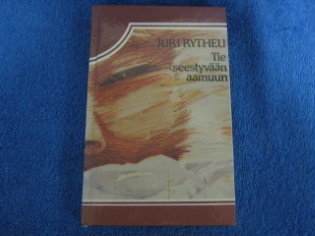 JURI RYTHEU
Tie
seestyvään
aamuun